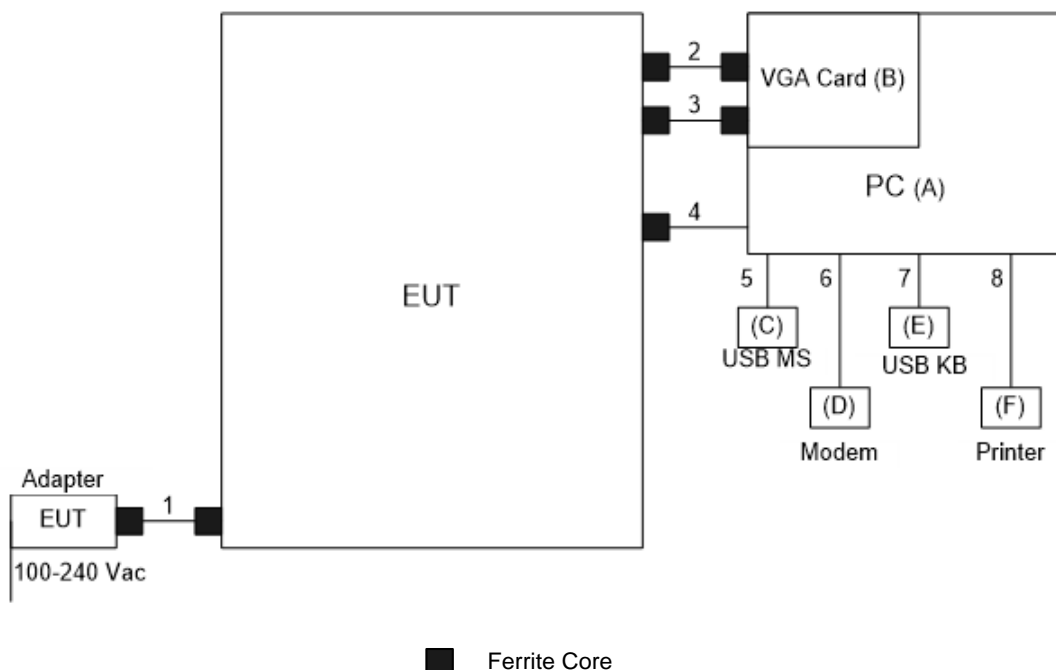 2
VGA Card (B)
3
PC (A)
4
EUT
5
6
7
8
(C)
(E)
USB MS
USB KB
(D)
(F)
Modem
Printer
Adapter
EUT
1
100-240 Vac
Ferrite Core